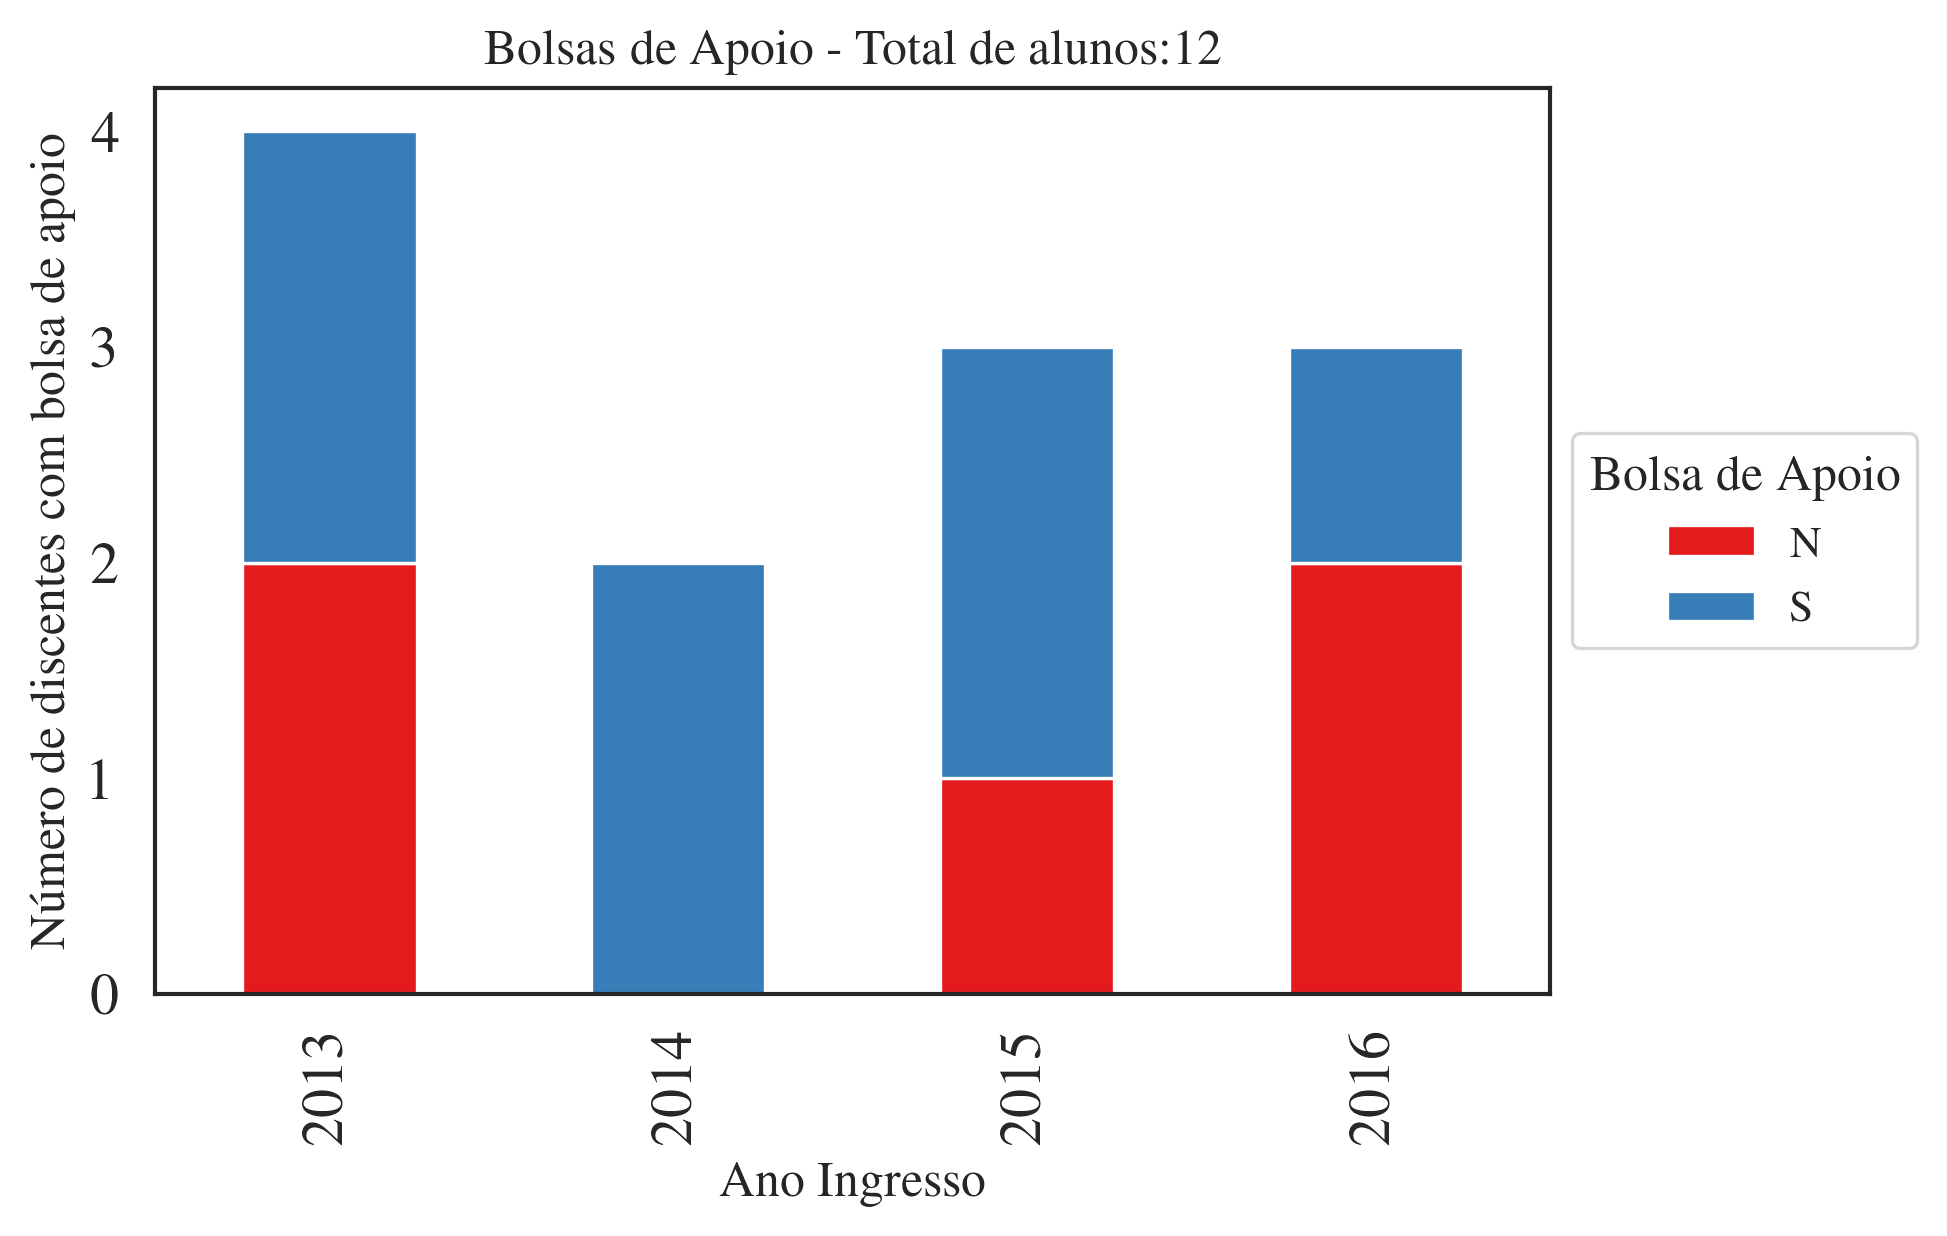 Bolsas de Apoio - Total de alunos:12
Número de discentes com bolsa de apoio
4
3
2
1
0
2013
2014
2015
2016
Ano Ingresso
Bolsa de Apoio
N
S